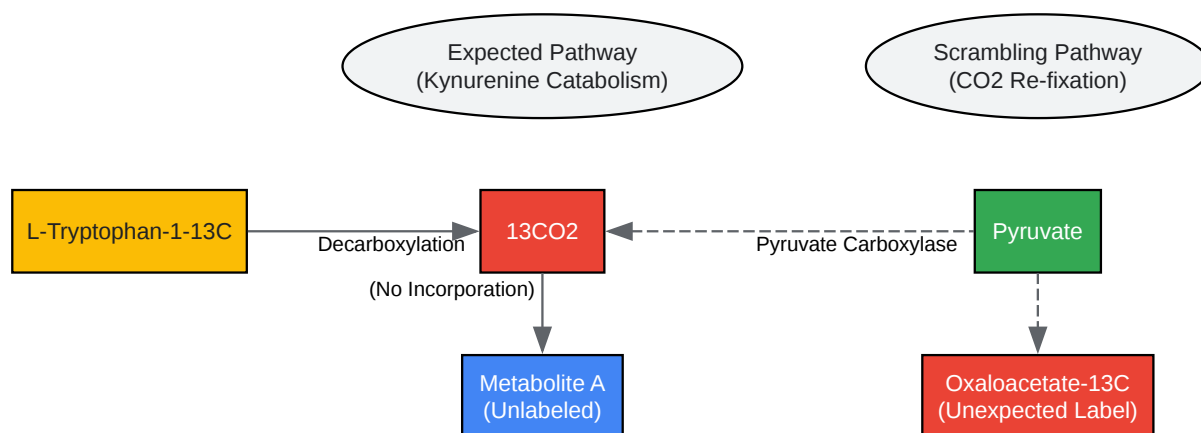 Expected Pathway
(Kynurenine Catabolism)
Scrambling Pathway
(CO2 Re-fixation)
L-Tryptophan-1-13C
Decarboxylation
13CO2
Pyruvate Carboxylase
Pyruvate
(No Incorporation)
Metabolite A
(Unlabeled)
Oxaloacetate-13C
(Unexpected Label)